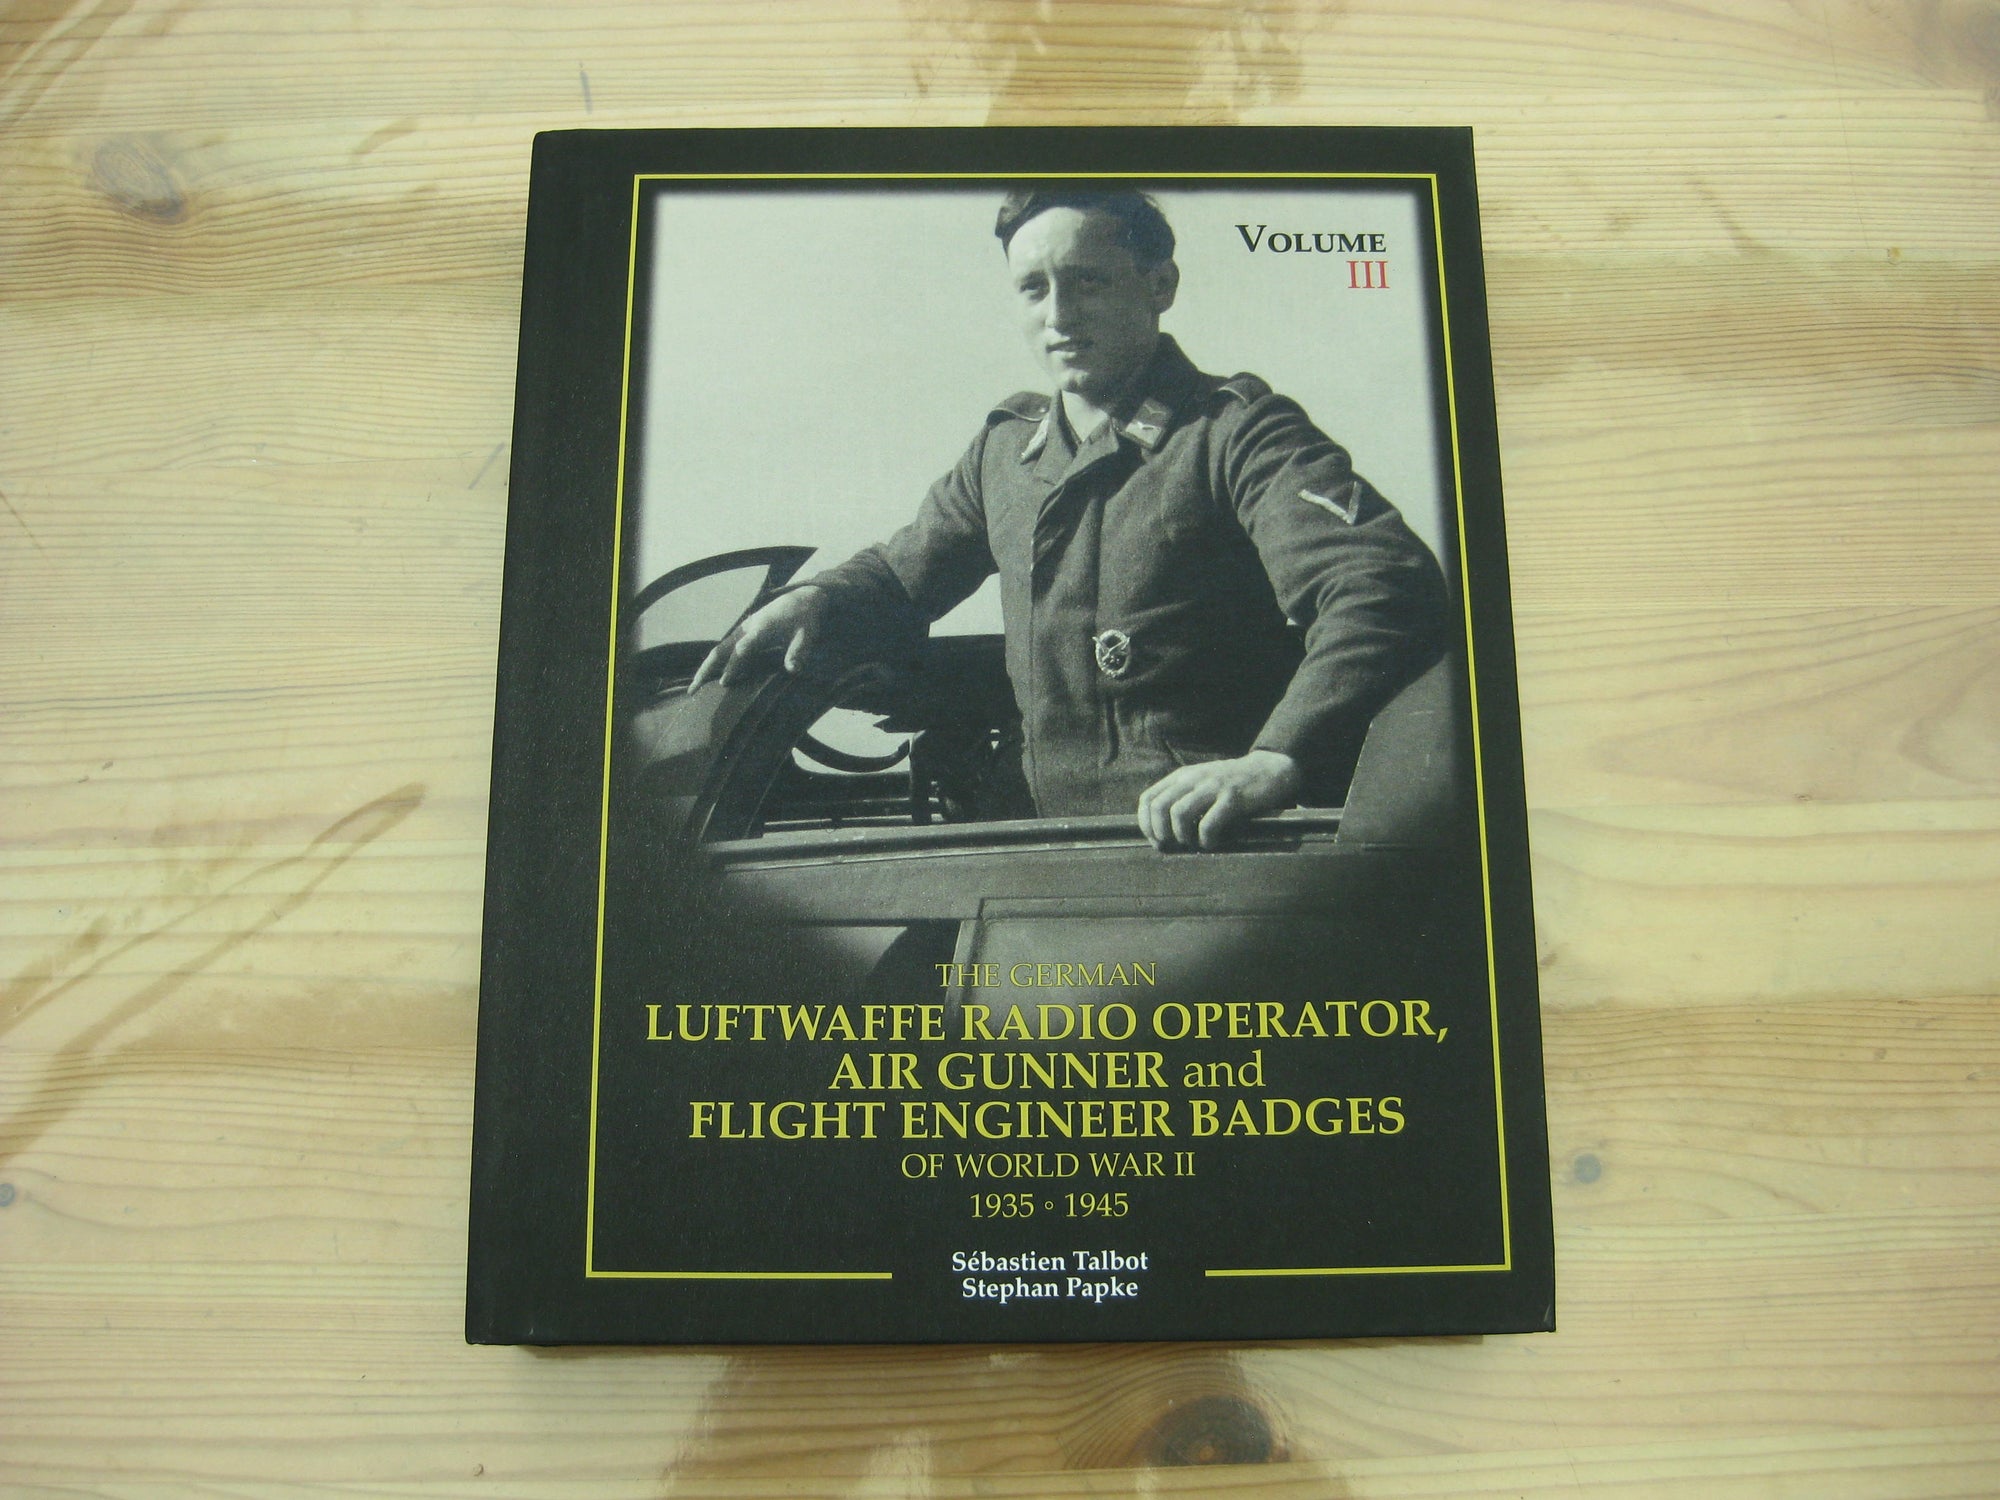 VOLUME
III
THE GERMAN
LUFTWAFFE RADIO OPERATOR,
AIR GUNNER and
FLIGHT ENGINEER BADGES
OF WORLD WAR II
1935 ◦ 1945
Sébastien Talbot
Stephan Papke